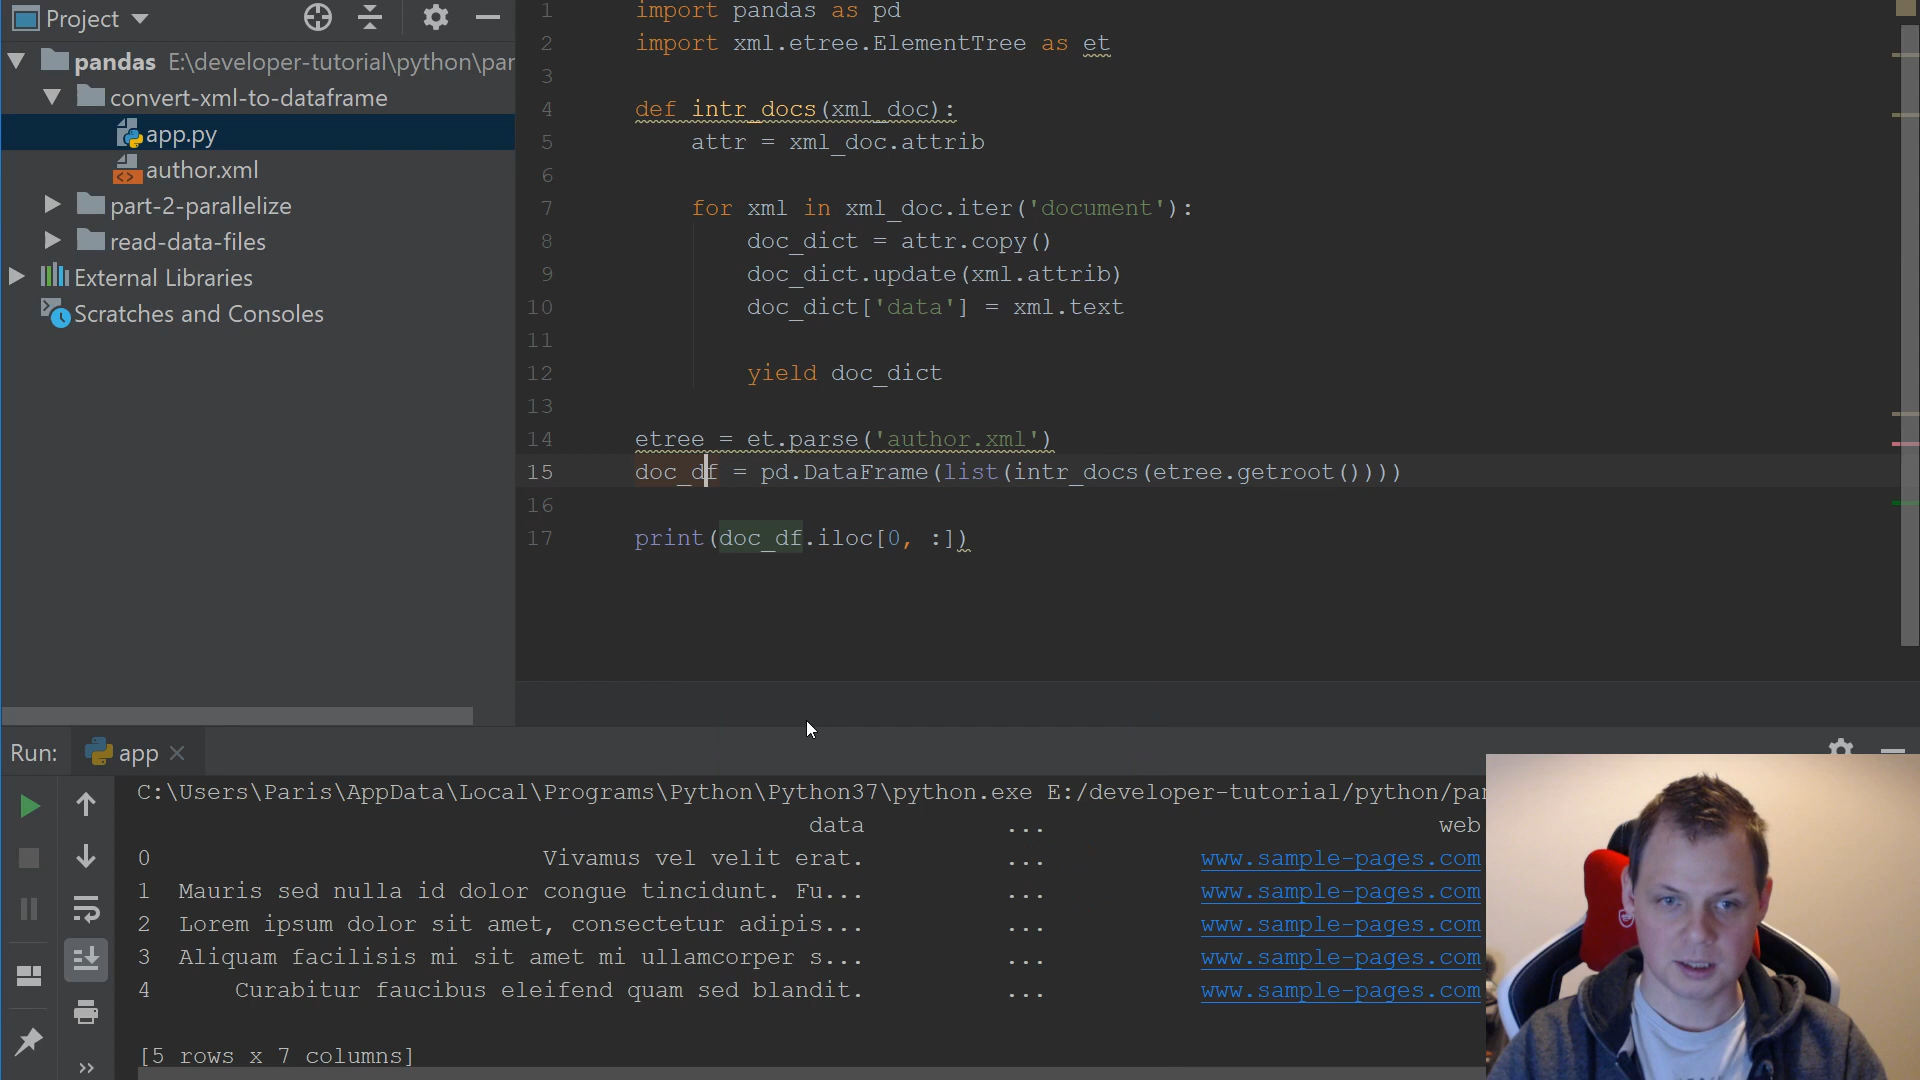 Project
pandas E:\developer-tutorial\python\par
convert-xml-to-dataframe
app.py
author.xml
part-2-parallelize
read-data-files
External Libraries
Scratches and Consoles
1 import pandas as pd
2 import xml.etree.ElementTree as et
3
4 def intr_docs(xml_doc):
5 attr = xml_doc.attrib
6
7 for xml in xml_doc.iter('document'):
8 doc_dict = attr.copy()
9 doc_dict.update(xml.attrib)
10 doc_dict['data'] = xml.text
11
12 yield doc_dict
13
14 etree = et.parse('author.xml')
15 doc_df = pd.DataFrame(list(intr_docs(etree.getroot())))
16
17 print(doc_df.iloc[0, :])
Run: app
C:\Users\Paris\AppData\Local\Programs\Python\Python37\python.exe E:/developer-tutorial/python/pa
data ... web
0 Vivamus vel velit erat. ... www.sample-pages.com
1 Mauris sed nulla id dolor congue tincidunt. Fu... ... www.sample-pages.com
2 Lorem ipsum dolor sit amet, consectetur adipis... ... www.sample-pages.com
3 Aliquam facilisis mi sit amet mi ullamcorper s... ... www.sample-pages.com
4 Curabitur faucibus eleifend quam sed blandit. ... www.sample-pages.com
[5 rows x 7 columns]